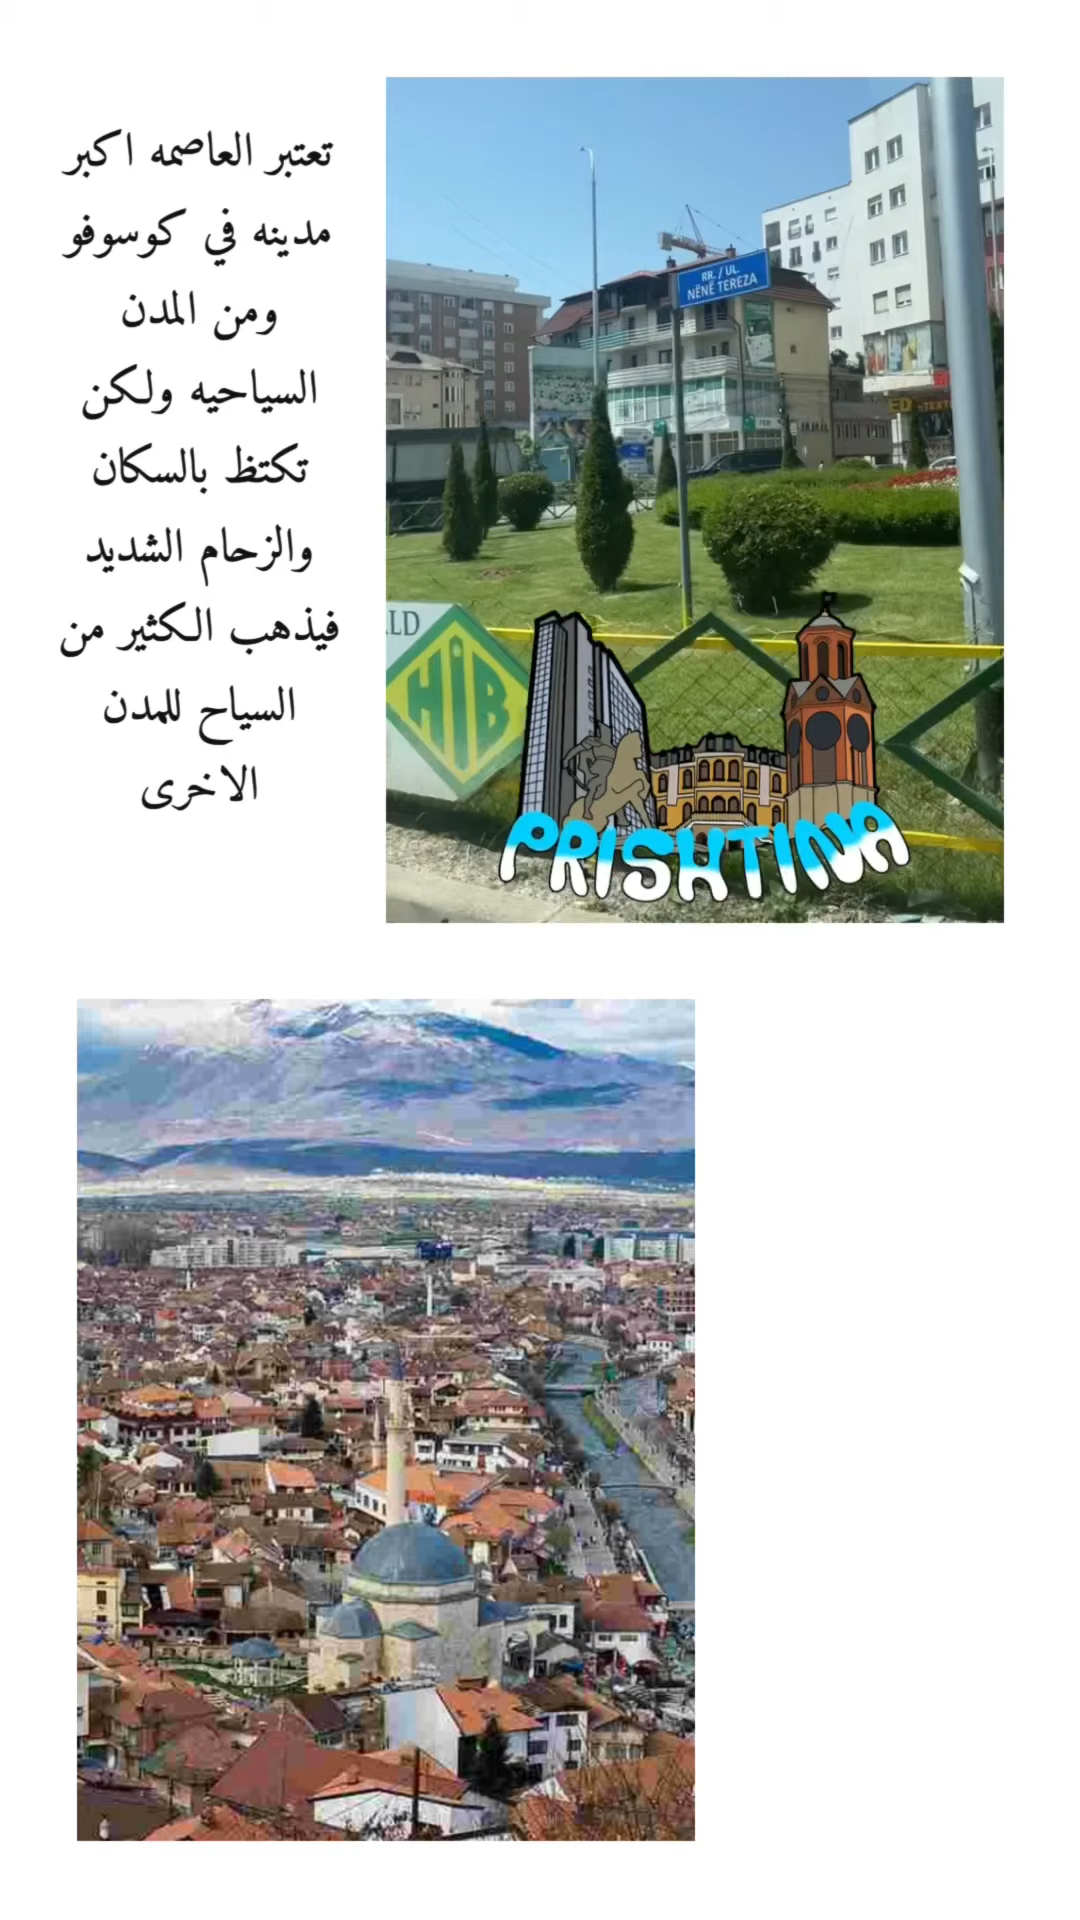 تعتبر العاصمه اكبر
مدينه في كوسوفو
ومن المدن
السياحيه ولكن
تكتظ بالسكان
والزحام الشديد
فيذهب الكثير من
السياح للمدن
الاخرى
RR. / UL.
NËNË TEREZA
LD
HIB
PRISHTINA